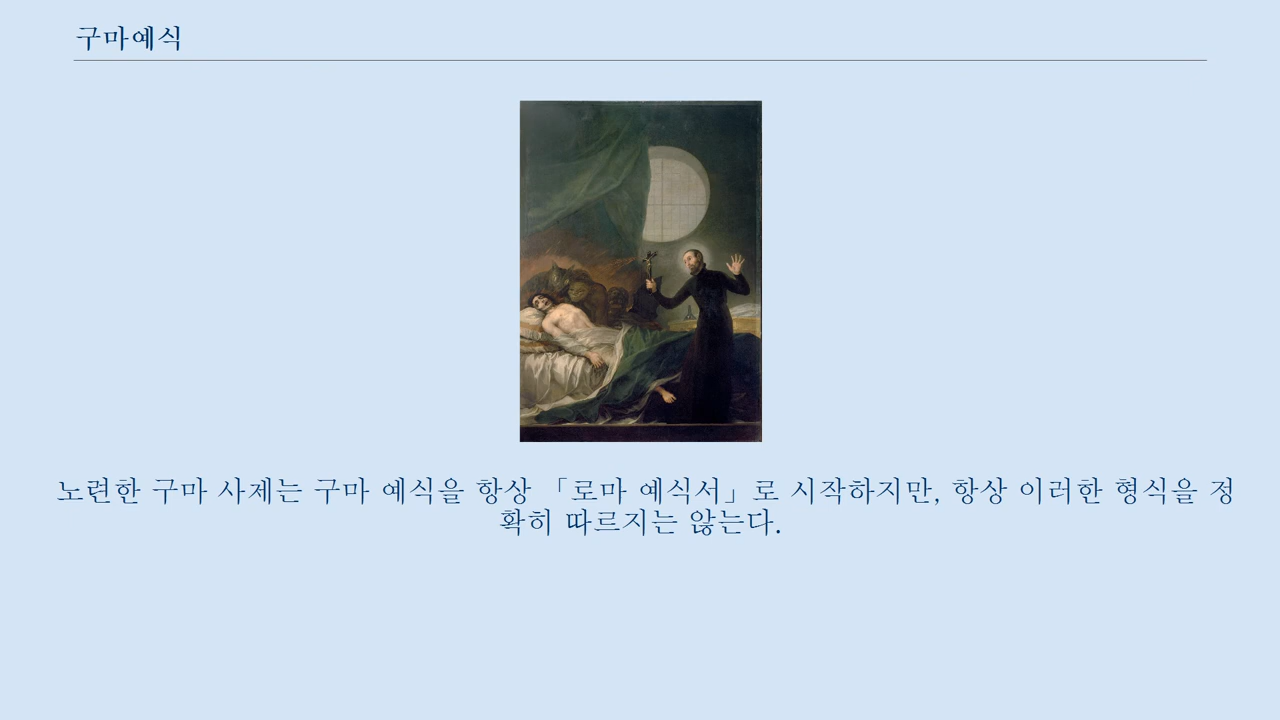 구마예식
노련한 구마 사제는 구마 예식을 항상 「로마 예식서」로 시작하지만, 항상 이러한 형식을 정
확히 따르지는 않는다.